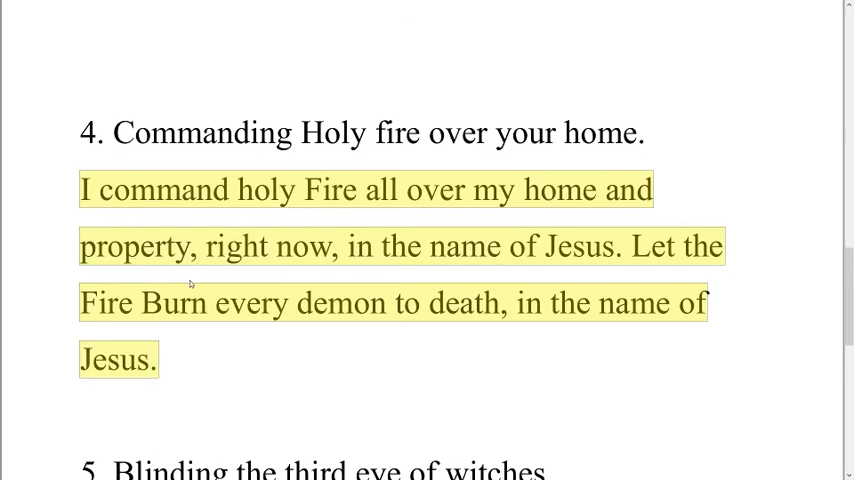 4. Commanding Holy fire over your home.
I command holy Fire all over my home and
property, right now, in the name of Jesus. Let the
Fire Burn every demon to death, in the name of
Jesus.
5. Blinding the third eye of witches